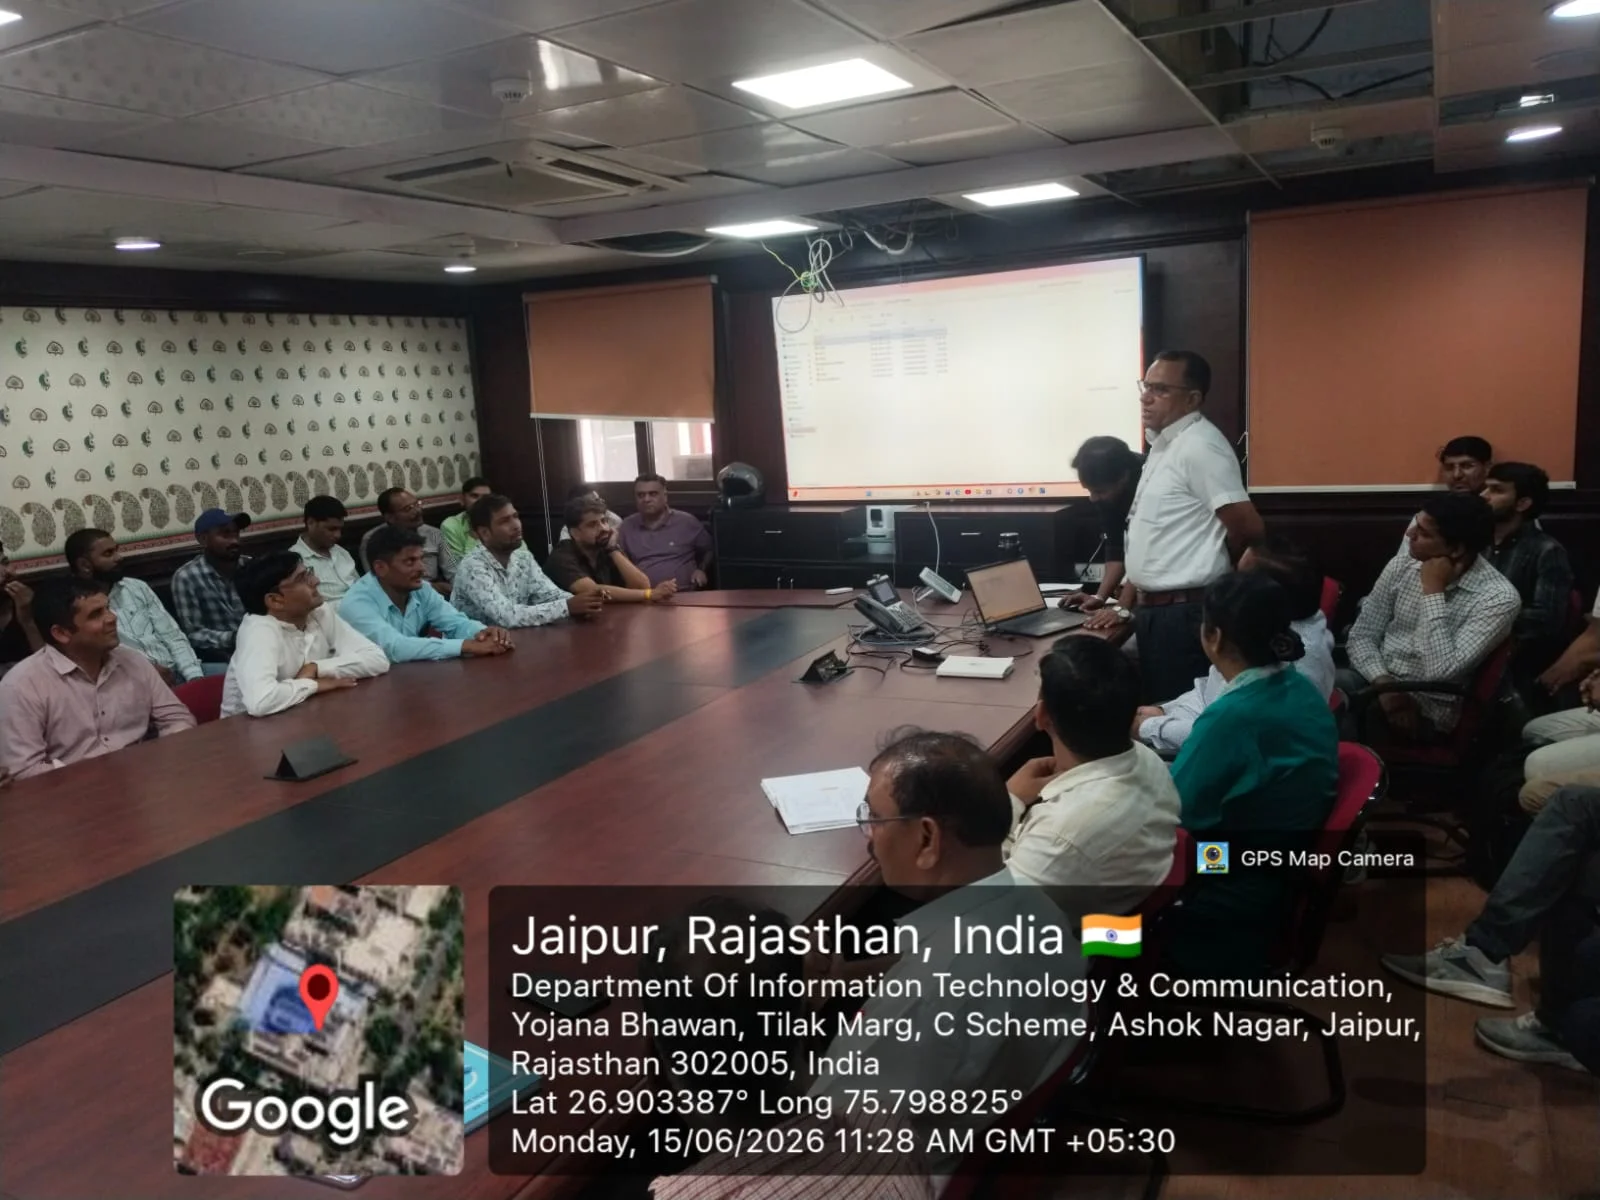 GPS Map Camera
Jaipur, Rajasthan, India
Department Of Information Technology & Communication,
Yojana Bhawan, Tilak Marg, C Scheme, Ashok Nagar, Jaipur,
Rajasthan 302005, India
Lat 26.903387° Long 75.798825°
Monday, 15/06/2026 11:28 AM GMT +05:30
Google